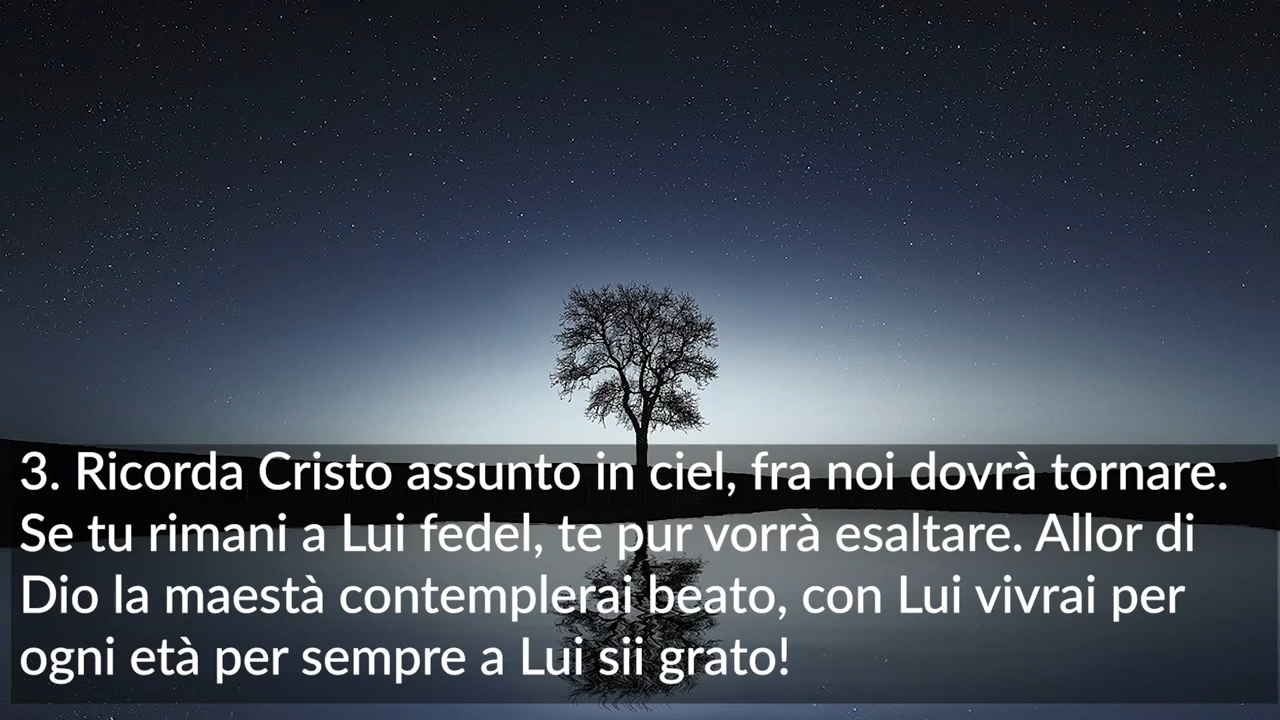 3. Ricorda Cristo assunto in ciel, fra noi dovrà tornare.
Se tu rimani a Lui fedel, te pur vorrà esaltare. Allor di
Dio la maestà contemplerai beato, con Lui vivrai per
ogni età per sempre a Lui sii grato!